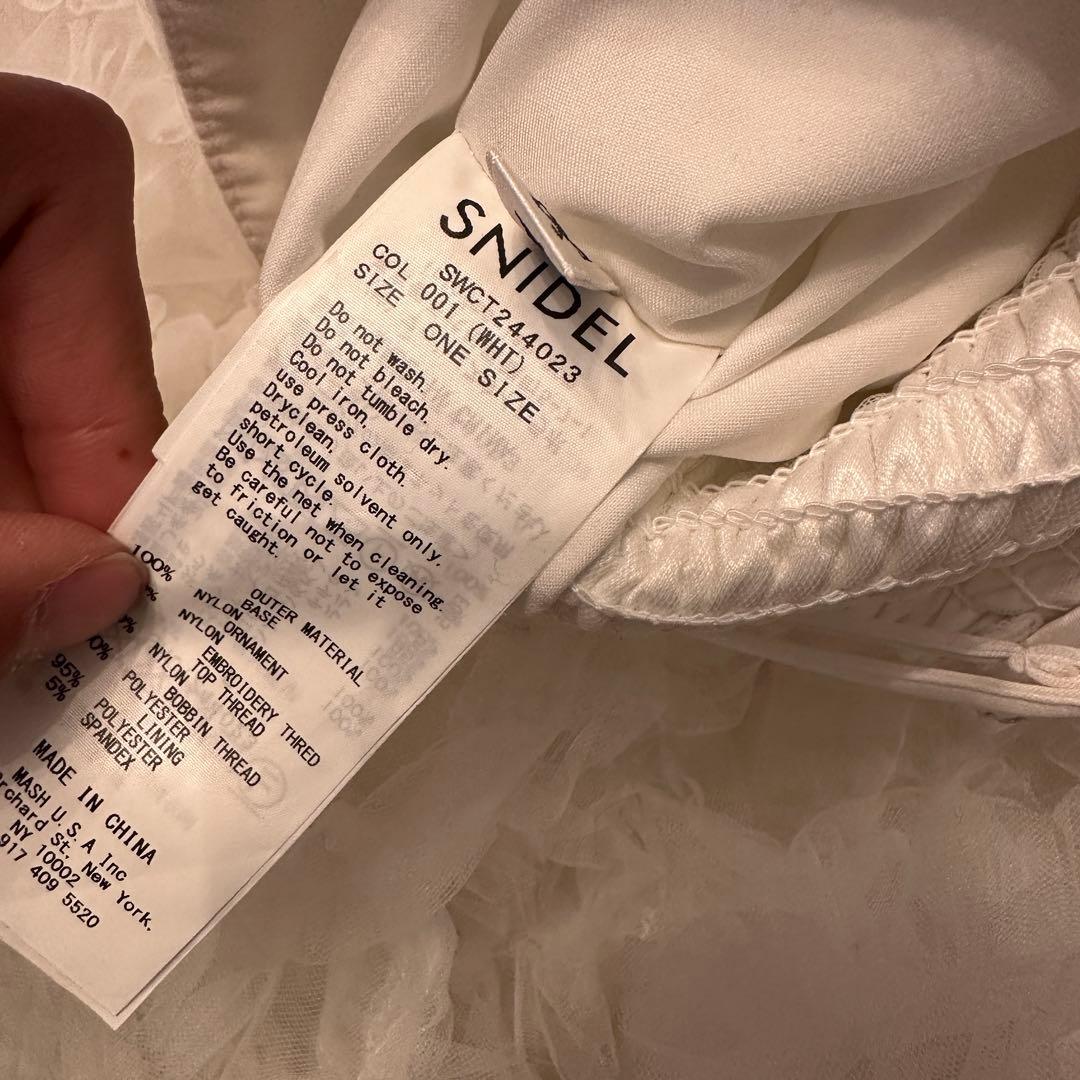 SNIDEL
SWCT244023
COL 001 (WHT)
SIZE ONE SIZE
Do not wash.
Do not bleach.
Do not tumble dry.
Cool iron,
use press cloth.
Dryclean,
petroleum solvent only,
short cycle.
Use the net when cleaning.
Be careful not to expose
to friction or let it
get caught.
OUTER MATERIAL
BASE
100% NYLON
ORNAMENT
% NYLON
EMBROIDERY THRED
TOP THREAD
% NYLON
BOBBIN THREAD
00% POLYESTER
LINING
95% POLYESTER
5% SPANDEX
MADE IN CHINA
MASH U.S.A Inc
rchard St, New York,
NY 10002
917 409 5520